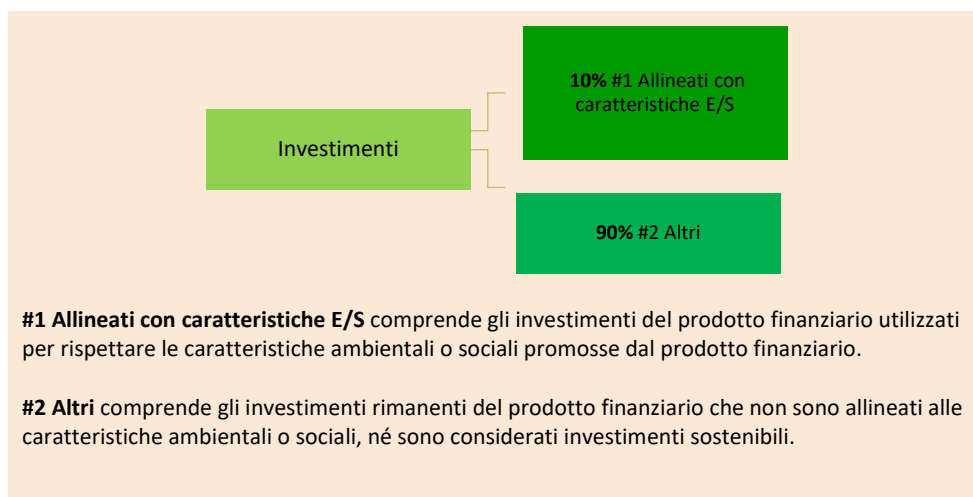 10% #1 Allineati con
caratteristiche E/S
Investimenti
90% #2 Altri
#1 Allineati con caratteristiche E/S comprende gli investimenti del prodotto finanziario utilizzati
per rispettare le caratteristiche ambientali o sociali promosse dal prodotto finanziario.
#2 Altri comprende gli investimenti rimanenti del prodotto finanziario che non sono allineati alle
caratteristiche ambientali o sociali, né sono considerati investimenti sostenibili.